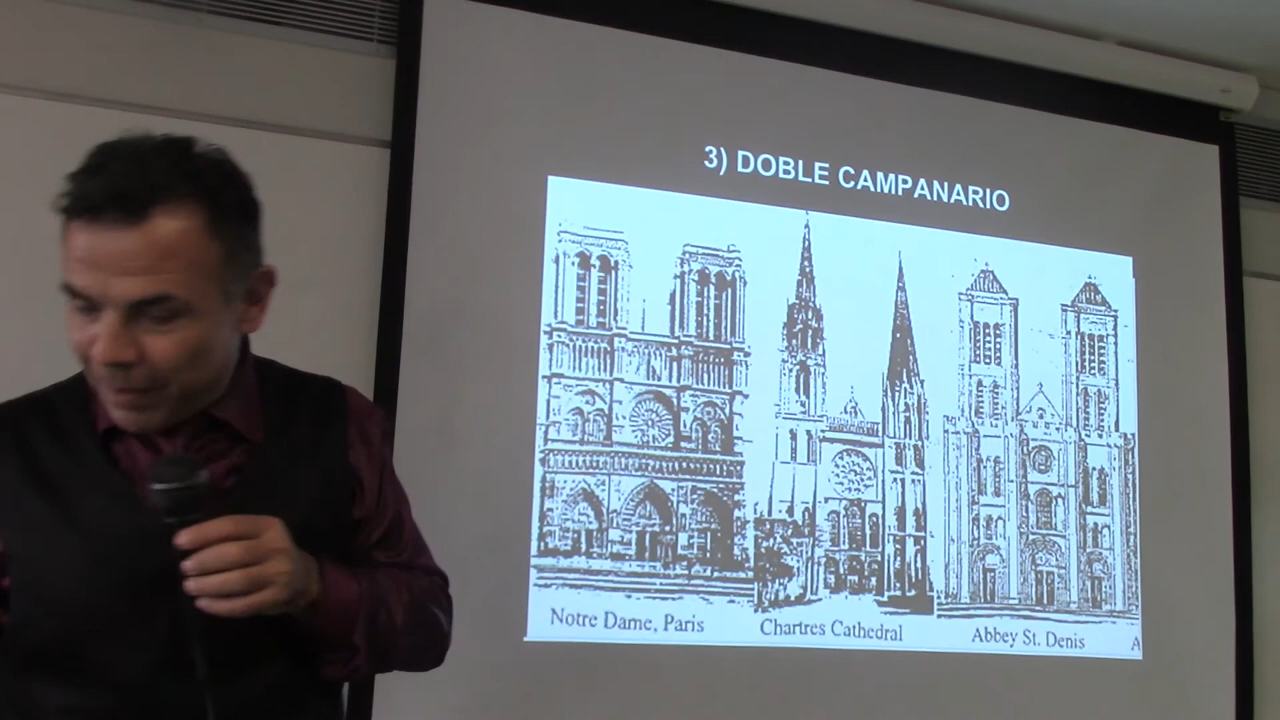 3) DOBLE CAMPANARIO
Notre Dame, Paris
Chartres Cathedral
Abbey St. Denis
A